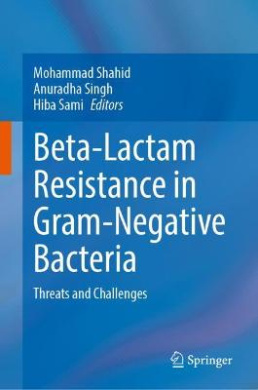 Mohammad Shahid
Anuradha Singh
Hiba Sami Editors
Beta-Lactam
Resistance in
Gram-Negative
Bacteria
Threats and Challenges
Springer